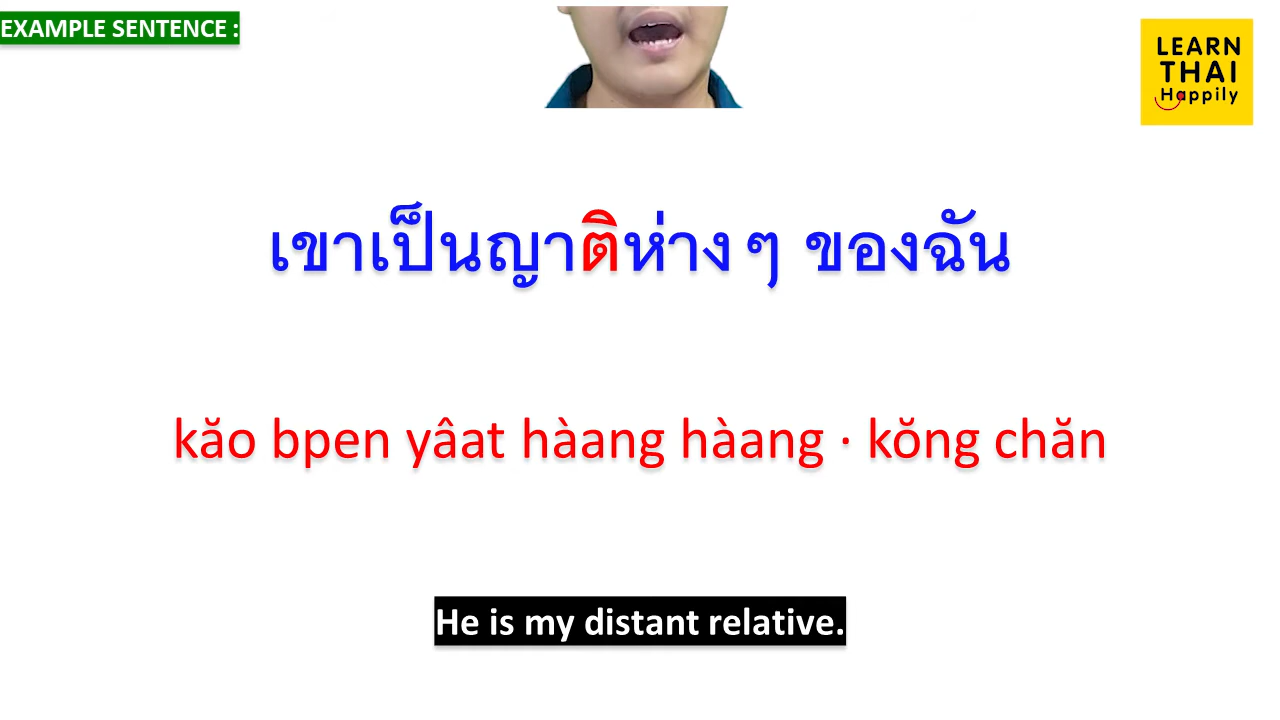 EXAMPLE SENTENCE :
LEARN
THAI
Happily
เขาเป็นญาติห่าง ๆ ของฉัน
kăo bpen yâat hàang hàang · kŏng chăn
He is my distant relative.